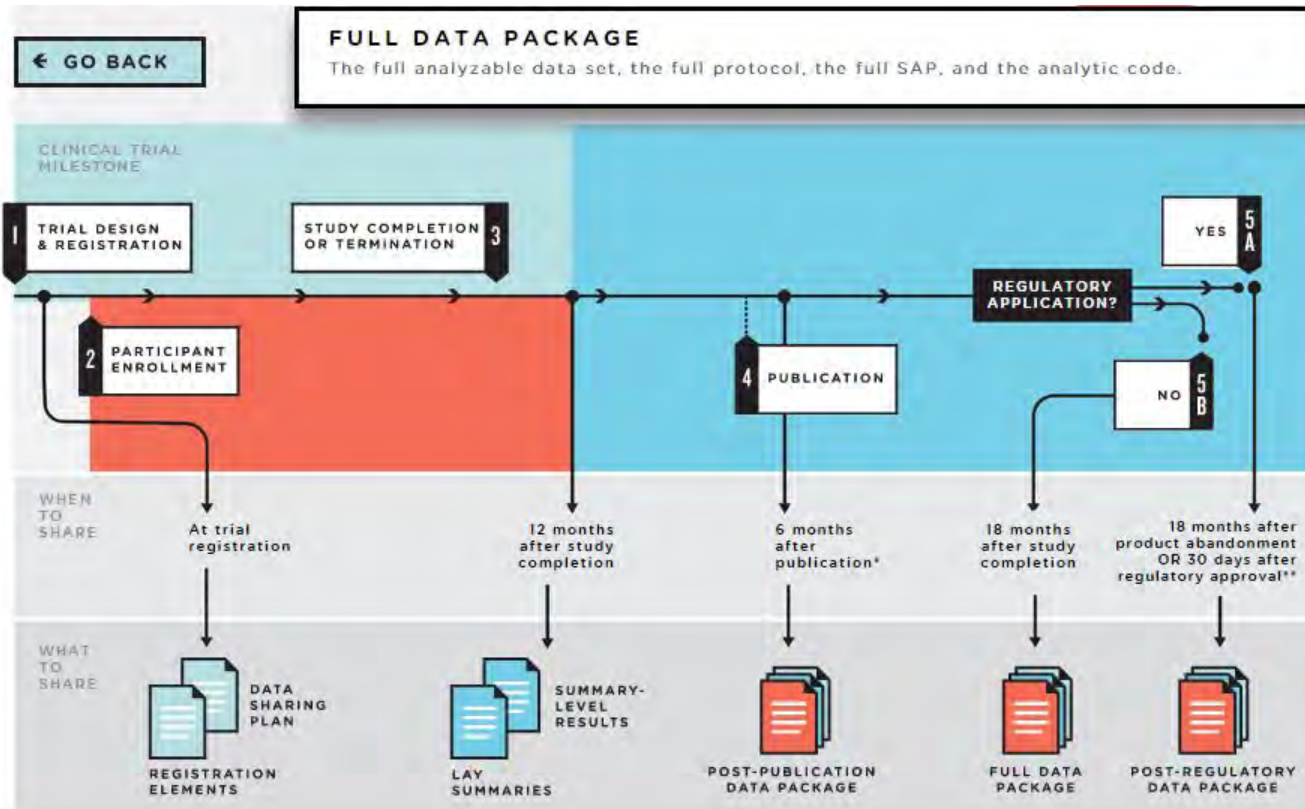 ← GO BACK
FULL DATA PACKAGE
The full analyzable data set, the full protocol, the full SAP, and the analytic code.
CLINICAL TRIAL
MILESTONE
1
TRIAL DESIGN
& REGISTRATION
STUDY COMPLETION
OR TERMINATION
3
YES
5
A
REGULATORY
APPLICATION?
2
PARTICIPANT
ENROLLMENT
4
PUBLICATION
NO
5
B
WHEN
TO
SHARE
At trial
registration
12 months
after study
completion
6 months
after
publication*
18 months
after study
completion
18 months after
product abandonment
OR 30 days after
regulatory approval**
WHAT
TO
SHARE
DATA
SHARING
PLAN
REGISTRATION
ELEMENTS
SUMMARY-
LEVEL
RESULTS
LAY
SUMMARIES
POST-PUBLICATION
DATA PACKAGE
FULL DATA
PACKAGE
POST-REGULATORY
DATA PACKAGE